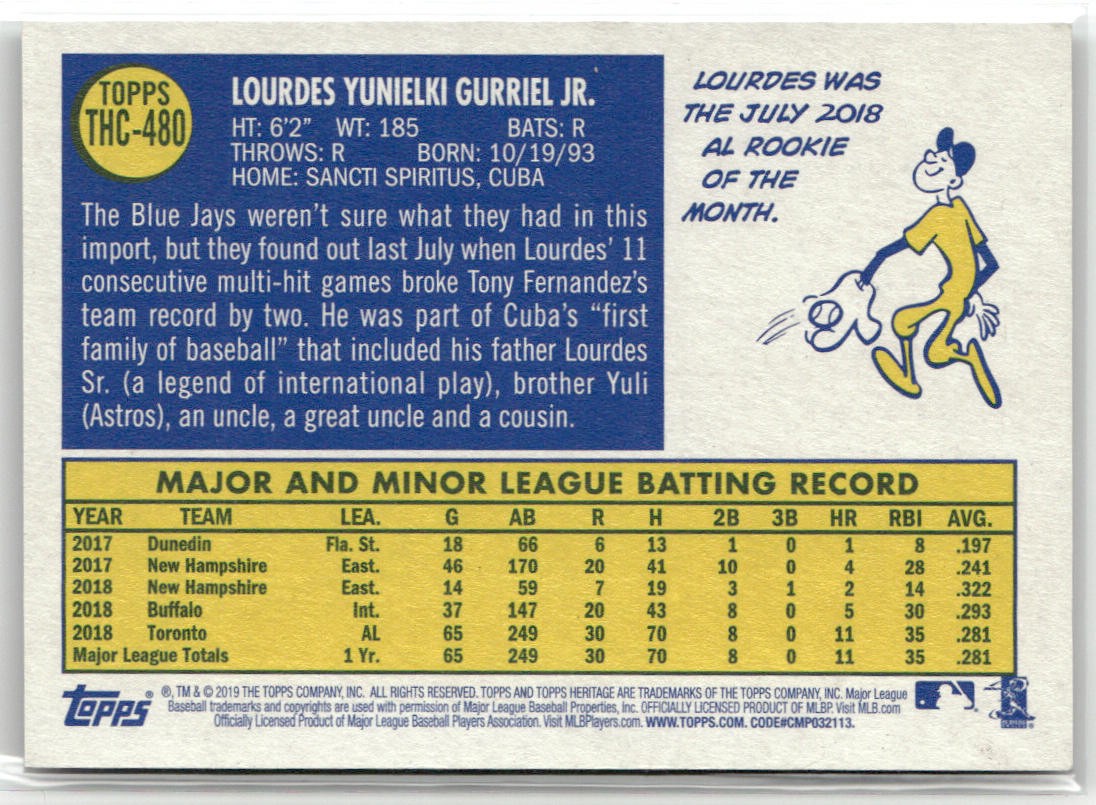 TOPPS
THC-480
LOURDES YUNIELKI GURRIEL JR.
HT: 6'2" WT: 185 BATS: R
THROWS: R BORN: 10/19/93
HOME: SANCTI SPIRITUS, CUBA
The Blue Jays weren't sure what they had in this
import, but they found out last July when Lourdes' 11
consecutive multi-hit games broke Tony Fernandez's
team record by two. He was part of Cuba's "first
family of baseball" that included his father Lourdes
Sr. (a legend of international play), brother Yuli
(Astros), an uncle, a great uncle and a cousin.
LOURDES WAS
THE JULY 2018
AL ROOKIE
OF THE
MONTH.
MAJOR AND MINOR LEAGUE BATTING RECORD
YEAR TEAM LEA. G AB R H 2B 3B HR RBI AVG.
2017 Dunedin Fla. St. 18 66 6 13 1 0 1 8 .197
2017 New Hampshire East. 46 170 20 41 10 0 4 28 .241
2018 New Hampshire East. 14 59 7 19 3 1 2 14 .322
2018 Buffalo Int. 37 147 20 43 8 0 5 30 .293
2018 Toronto AL 65 249 30 70 8 0 11 35 .281
Major League Totals 1 Yr. 65 249 30 70 8 0 11 35 .281
Topps ® ®, TM & © 2019 THE TOPPS COMPANY, INC. ALL RIGHTS RESERVED. TOPPS AND TOPPS HERITAGE ARE TRADEMARKS OF THE TOPPS COMPANY, INC. Major League
Baseball trademarks and copyrights are used with permission of Major League Baseball Properties, Inc. OFFICIALLY LICENSED PRODUCT OF MLBP. Visit MLB.com
Officially Licensed Product of Major League Baseball Players Association. Visit MLBPlayers.com. WWW.TOPPS.COM. CODE#CMP032113.